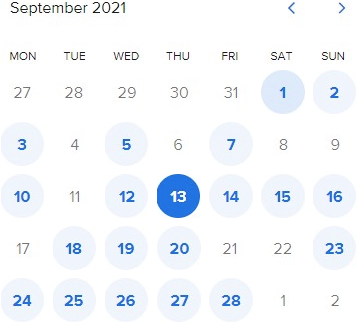 September 2021
MON TUE WED THU FRI SAT SUN
27 28 29 30 31 1 2
3 4 5 6 7 8 9
10 11 12 13 14 15 16
17 18 19 20 21 22 23
24 25 26 27 28 1 2